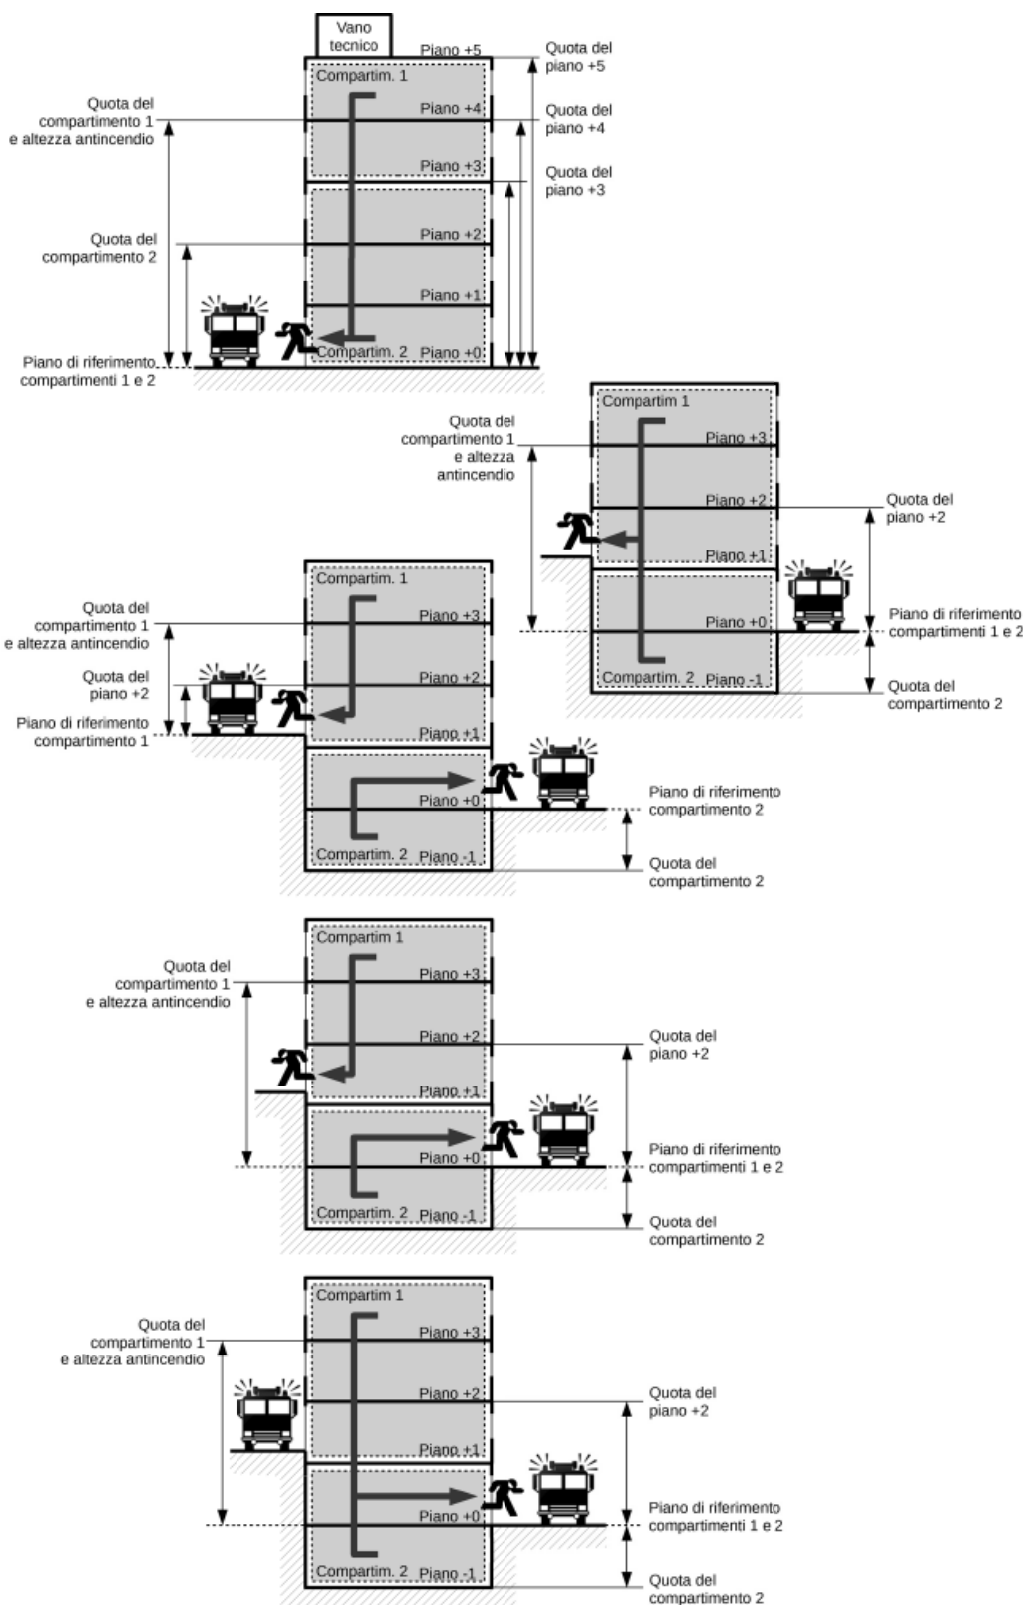 Vano
tecnico
Piano +5
Quota del
piano +5
Compartim. 1
Quota del
compartimento 1
e altezza antincendio
Piano +4
Quota del
piano +4
Piano +3
Quota del
piano +3
Quota del
compartimento 2
Piano +2
Piano +1
Compartim. 2 Piano +0
Piano di riferimento
compartimenti 1 e 2
Compartim 1
Quota del
compartimento 1
e altezza
antincendio
Piano +3
Piano +2
Quota del
piano +2
Piano +1
Piano +0
Piano di riferimento
compartimenti 1 e 2
Compartim. 2 Piano -1
Quota del
compartimento 2
Compartim. 1
Quota del
compartimento 1
e altezza antincendio
Piano +3
Quota del
piano +2
Piano +2
Piano di riferimento
compartimento 1
Piano +1
Piano +0
Piano di riferimento
compartimento 2
Compartim. 2 Piano -1
Quota del
compartimento 2
Compartim 1
Quota del
compartimento 1
e altezza antincendio
Piano +3
Piano +2
Quota del
piano +2
Piano +1
Piano +0
Piano di riferimento
compartimenti 1 e 2
Compartim. 2 Piano -1
Quota del
compartimento 2
Compartim 1
Quota del
compartimento 1
e altezza antincendio
Piano +3
Piano +2
Quota del
piano +2
Piano +1
Piano +0
Piano di riferimento
compartimenti 1 e 2
Compartim. 2 Piano -1
Quota del
compartimento 2